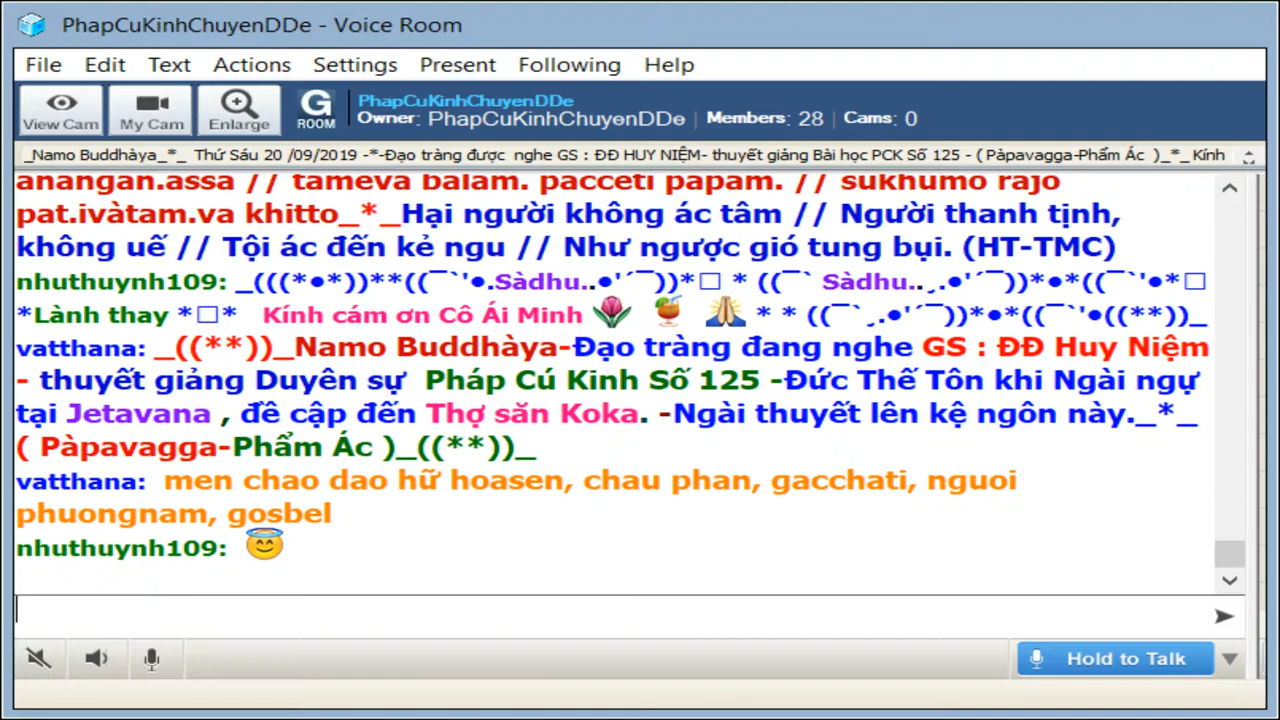 PhapCuKinhChuyenDDe - Voice Room
File Edit Text Actions Settings Present Following Help
View Cam My Cam Enlarge G ROOM
PhapCuKinhChuyenDDe
Owner: PhapCuKinhChuyenDDe | Members: 28 | Cams: 0
_Namo Buddhàya_*_ Thứ Sáu 20 /09/2019 -*-Đạo tràng được nghe GS : ĐĐ HUY NIỆM- thuyết giảng Bài học PCK Số 125 - ( Pàpavagga-Phẩm Ác )_*_Kính
anangan.assa // tameva balam. pacceti papam. // sukhumo rajo
pat.ivàtam.va khitto_*_Hại người không ác tâm // Người thanh tịnh,
không uế // Tội ác đến kẻ ngu // Như ngược gió tung bụi. (HT-TMC)
nhuthuynh109: _(((*●*))**((¯`'●.Sàdhu..●'´¯))*□ * ((¯` Sàdhu..¸.●'´¯))*●*((¯`'●*□
*Lành thay *□* Kính cám ơn Cô Ái Minh 🌷 🍹 🙏 * * ((¯`¸.●'´¯))*●*((¯`'●((**))_
vatthana: _((**))_Namo Buddhàya-Đạo tràng đang nghe GS : ĐĐ Huy Niệm
- thuyết giảng Duyên sự Pháp Cú Kinh Số 125 -Đức Thế Tôn khi Ngài ngự
tại Jetavana , đề cập đến Thợ săn Koka. -Ngài thuyết lên kệ ngôn này._*_
( Pàpavagga-Phẩm Ác )_((**))_
vatthana: men chao dao hữ hoasen, chau phan, gacchati, nguoi
phuongnam, gosbel
nhuthuynh109: 😇
Hold to Talk